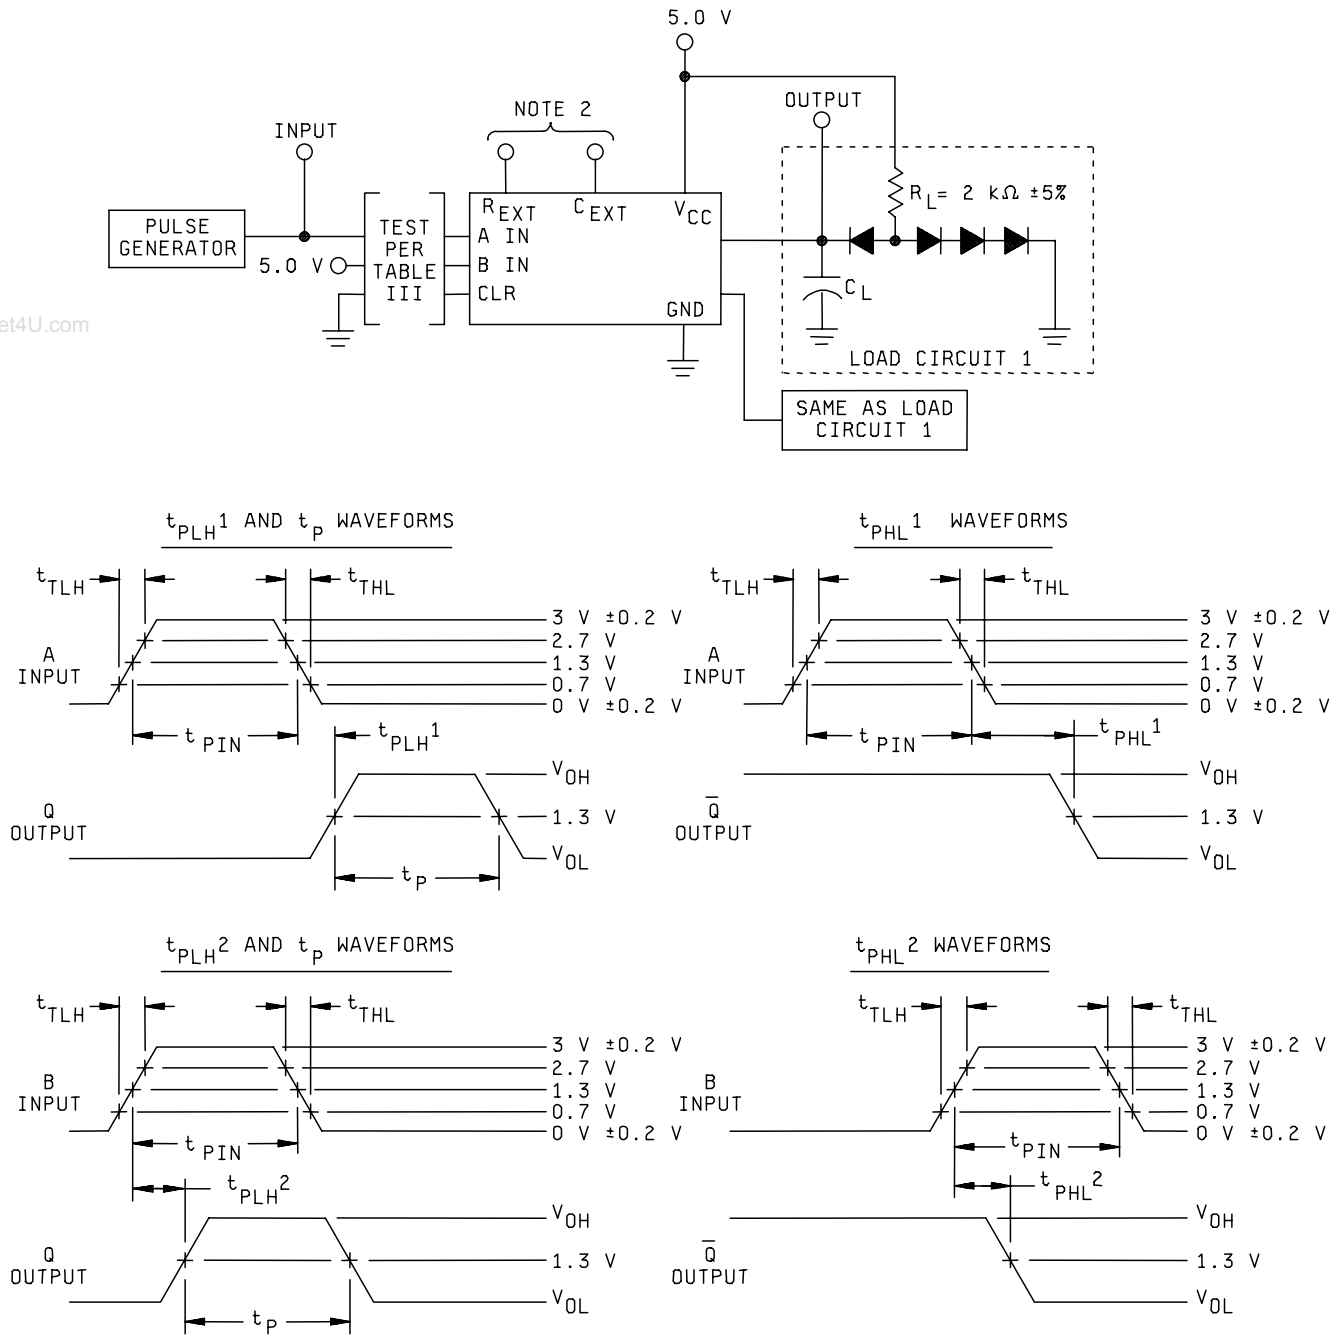 5.0 V
OUTPUT
NOTE 2
INPUT
R_L = 2 kΩ ±5%
R_EXT C_EXT V_CC
PULSE GENERATOR
TEST PER TABLE III
A IN
5.0 V
B IN
CLR
C_L
GND
et4U.com
LOAD CIRCUIT 1
SAME AS LOAD
CIRCUIT 1
t_PLH1 AND t_P WAVEFORMS
t_TLH
t_THL
3 V ±0.2 V
2.7 V
A INPUT
1.3 V
0.7 V
0 V ±0.2 V
t_PIN
t_PLH1
V_OH
Q OUTPUT
1.3 V
V_OL
t_P
t_PHL1 WAVEFORMS
t_TLH
t_THL
3 V ±0.2 V
2.7 V
A INPUT
1.3 V
0.7 V
0 V ±0.2 V
t_PIN
t_PHL1
V_OH
Q̅ OUTPUT
1.3 V
V_OL
t_PLH2 AND t_P WAVEFORMS
t_TLH
t_THL
3 V ±0.2 V
2.7 V
B INPUT
1.3 V
0.7 V
0 V ±0.2 V
t_PIN
t_PLH2
V_OH
Q OUTPUT
1.3 V
V_OL
t_P
t_PHL2 WAVEFORMS
t_TLH
t_THL
3 V ±0.2 V
2.7 V
B INPUT
1.3 V
0.7 V
0 V ±0.2 V
t_PIN
t_PHL2
V_OH
Q̅ OUTPUT
1.3 V
V_OL